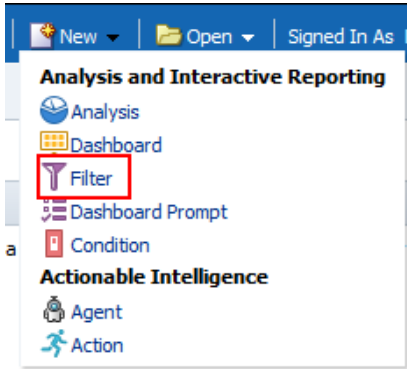 New Open Signed In As
Analysis and Interactive Reporting
Analysis
Dashboard
Filter
Dashboard Prompt
a
Condition
Actionable Intelligence
Agent
Action